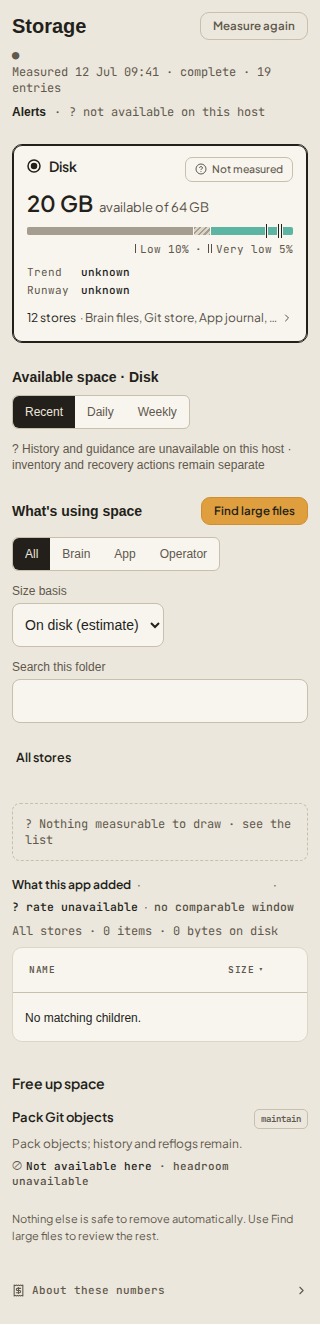 Storage
Measure again
Measured 12 Jul 09:41 · complete · 19
entries
Alerts · ? not available on this host
Disk
Not measured
20 GB available of 64 GB
Low 10% · Very low 5%
Trend unknown
Runway unknown
12 stores · Brain files, Git store, App journal, …
Available space · Disk
Recent Daily Weekly
? History and guidance are unavailable on this host ·
inventory and recovery actions remain separate
What's using space
Find large files
All Brain App Operator
Size basis
On disk (estimate)
Search this folder
All stores
? Nothing measurable to draw · see the
list
What this app added · ·
? rate unavailable · no comparable window
All stores · 0 items · 0 bytes on disk
NAME SIZE
No matching children.
Free up space
Pack Git objects
maintain
Pack objects; history and reflogs remain.
Not available here · headroom
unavailable
Nothing else is safe to remove automatically. Use Find
large files to review the rest.
About these numbers